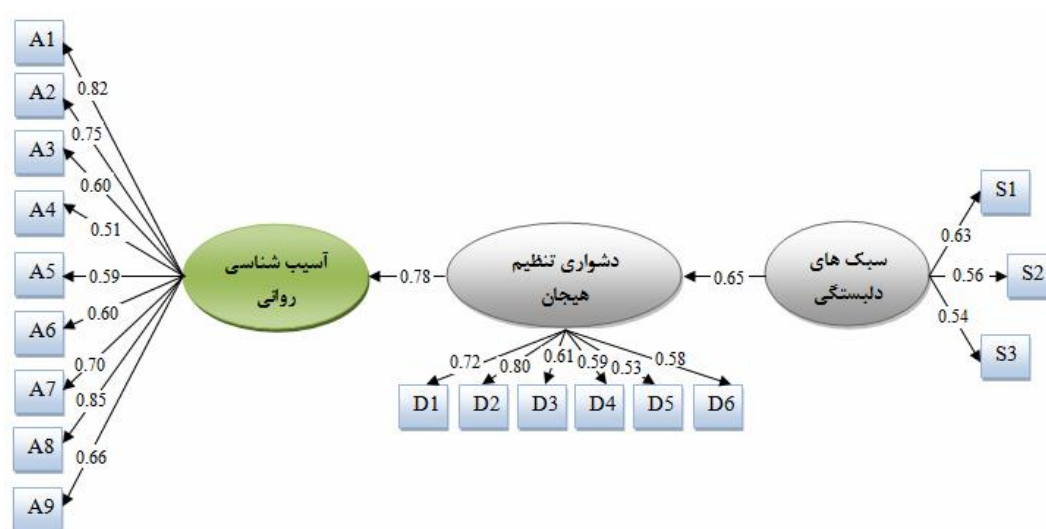 A1
A2
A3
A4
A5
A6
A7
A8
A9
0.82
0.75
0.60
0.51
0.59
0.60
0.70
0.85
0.66
آسیب شناسی
روانی
0.78
دشواری تنظیم
هیجان
0.72
0.80
0.61
0.59
0.53
0.58
D1
D2
D3
D4
D5
D6
0.65
سبک های
دلبستگی
0.63
0.56
0.54
S1
S2
S3